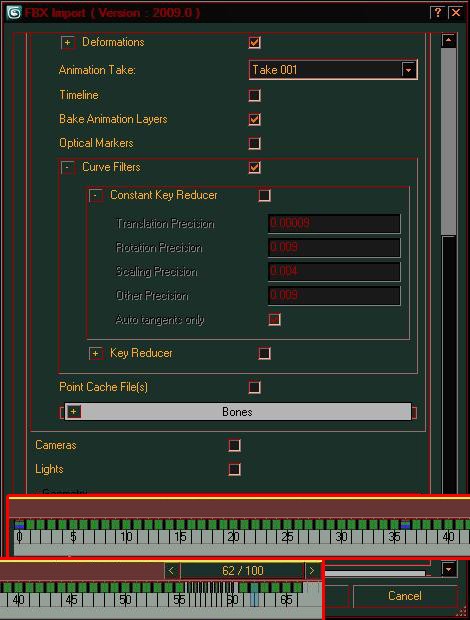 FBX Import ( Version : 2009.0 )
? X
+ Deformations
Animation Take: Take 001
Timeline
Bake Animation Layers
Optical Markers
- Curve Filters
- Constant Key Reducer
Translation Precision 0.00009
Rotation Precision 0.009
Scaling Precision 0.004
Other Precision 0.009
Auto tangents only
+ Key Reducer
Point Cache File(s)
+ Bones
Cameras
Lights
Geometry
0 5 10 15 20 25 30 35 40
< 62 / 100 >
40 45 50 55 60 65
Cancel